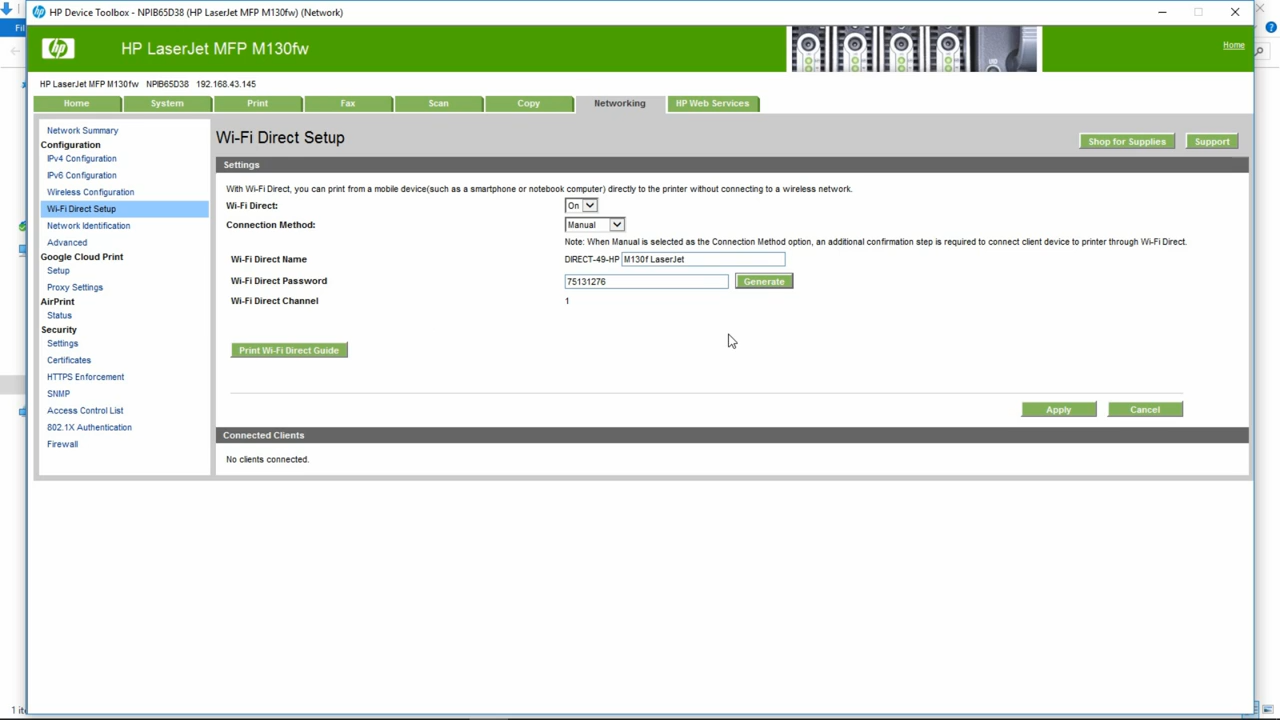 HP Device Toolbox - NPIB65D38 (HP LaserJet MFP M130fw) (Network)
Fil
hp HP LaserJet MFP M130fw
Home
HP LaserJet MFP M130fw NPIB65D38 192.168.43.145
Home System Print Fax Scan Copy Networking HP Web Services
Network Summary
Configuration
IPv4 Configuration
IPv6 Configuration
Wireless Configuration
Wi-Fi Direct Setup
Network Identification
Advanced
Google Cloud Print
Setup
Proxy Settings
AirPrint
Status
Security
Settings
Certificates
HTTPS Enforcement
SNMP
Access Control List
802.1X Authentication
Firewall
Wi-Fi Direct Setup
Shop for Supplies Support
Settings
With Wi-Fi Direct, you can print from a mobile device(such as a smartphone or notebook computer) directly to the printer without connecting to a wireless network.
Wi-Fi Direct: On
Connection Method: Manual
Note: When Manual is selected as the Connection Method option, an additional confirmation step is required to connect client device to printer through Wi-Fi Direct.
Wi-Fi Direct Name DIRECT-49-HP M130f LaserJet
Wi-Fi Direct Password 75131276 Generate
Wi-Fi Direct Channel 1
Print Wi-Fi Direct Guide
Apply Cancel
Connected Clients
No clients connected.
1 ite